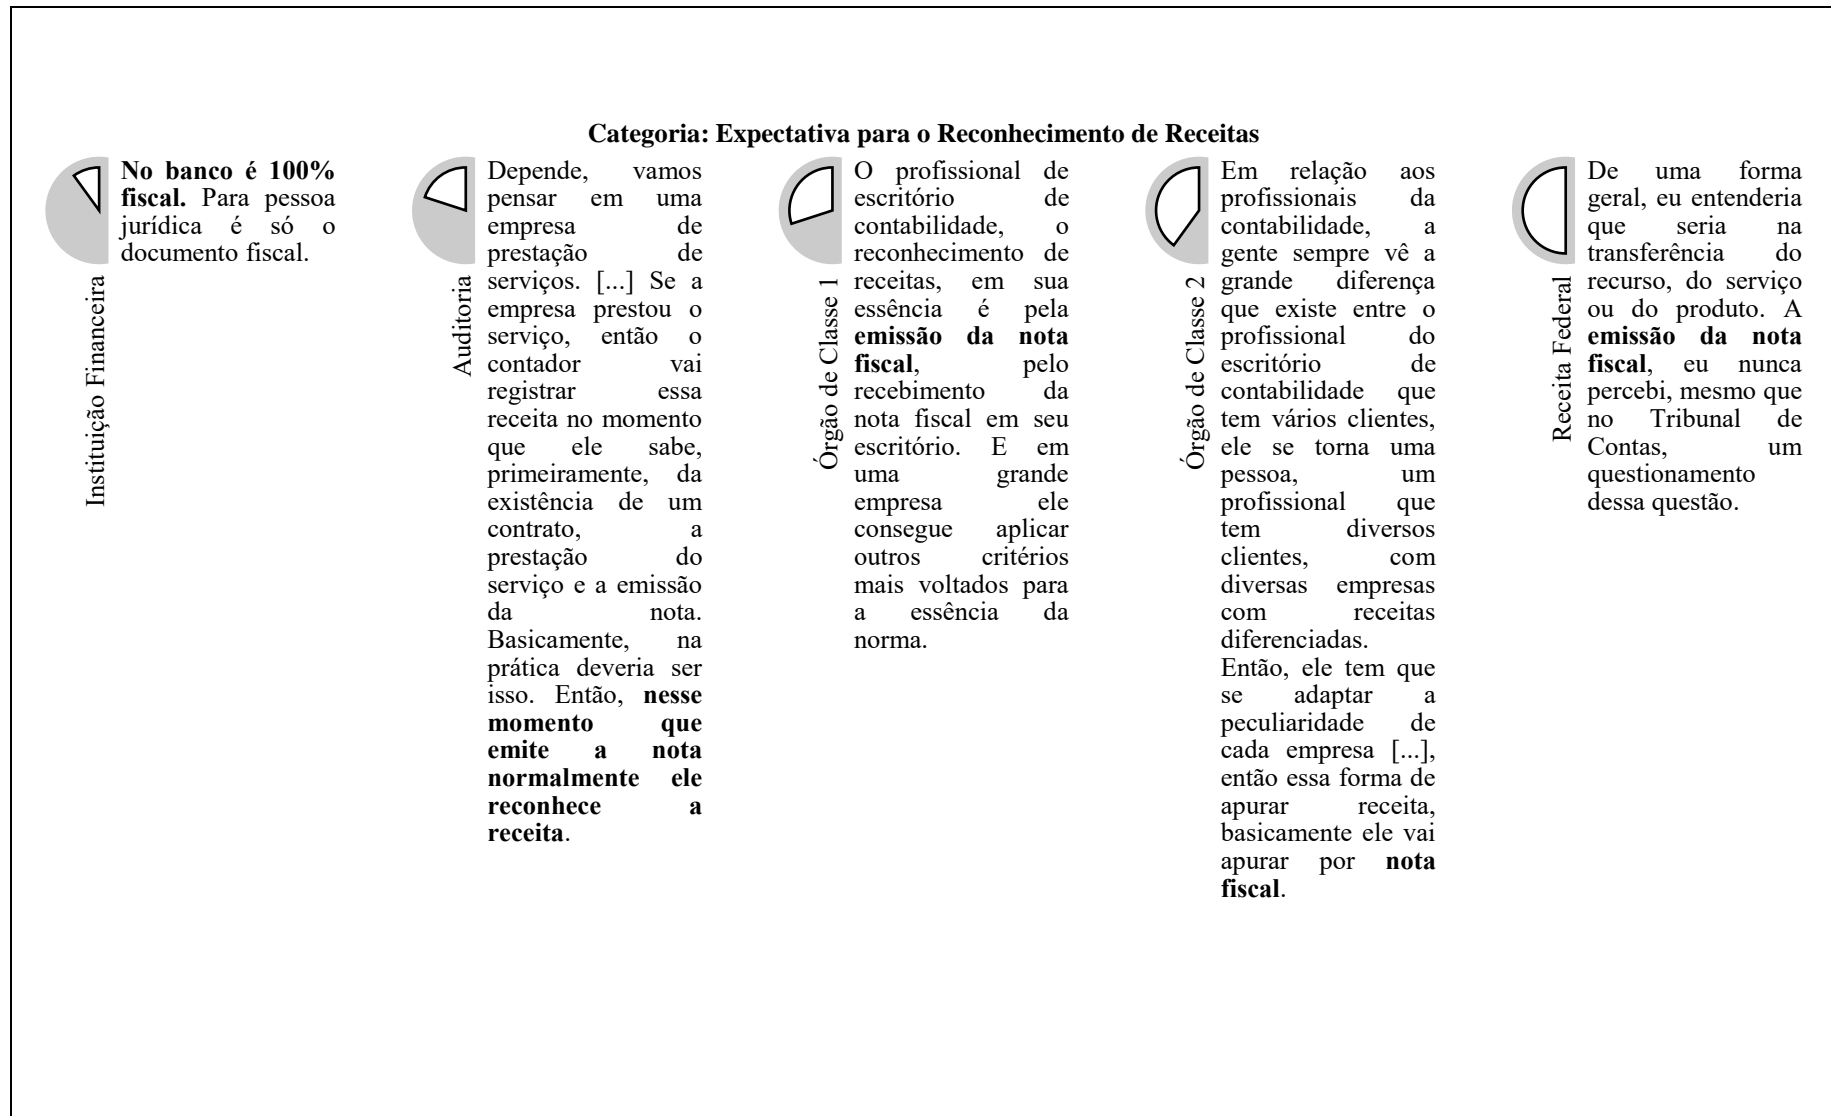 Categoria: Expectativa para o Reconhecimento de Receitas
Instituição Financeira
No banco é 100%
fiscal. Para pessoa
jurídica é só o
documento fiscal.
Auditoria
Depende, vamos
pensar em uma
empresa de
prestação de
serviços. [...] Se a
empresa prestou o
serviço, então o
contador vai
registrar essa
receita no momento
que ele sabe,
primeiramente, da
existência de um
contrato, a
prestação do
serviço e a emissão
da nota.
Basicamente, na
prática deveria ser
isso. Então, nesse
momento que
emite a nota
normalmente ele
reconhece a
receita.
Órgão de Classe 1
O profissional de
escritório de
contabilidade, o
reconhecimento de
receitas, em sua
essência é pela
emissão da nota
fiscal, pelo
recebimento da
nota fiscal em seu
escritório. E em
uma grande
empresa ele
consegue aplicar
outros critérios
mais voltados para
a essência da
norma.
Órgão de Classe 2
Em relação aos
profissionais da
contabilidade, a
gente sempre vê a
grande diferença
que existe entre o
profissional do
escritório de
contabilidade que
tem vários clientes,
ele se torna uma
pessoa, um
profissional que
tem diversos
clientes, com
diversas empresas
com receitas
diferenciadas.
Então, ele tem que
se adaptar a
peculiaridade de
cada empresa [...],
então essa forma de
apurar receita,
basicamente ele vai
apurar por nota
fiscal.
Receita Federal
De uma forma
geral, eu entenderia
que seria na
transferência do
recurso, do serviço
ou do produto. A
emissão da nota
fiscal, eu nunca
percebi, mesmo que
no Tribunal de
Contas, um
questionamento
dessa questão.